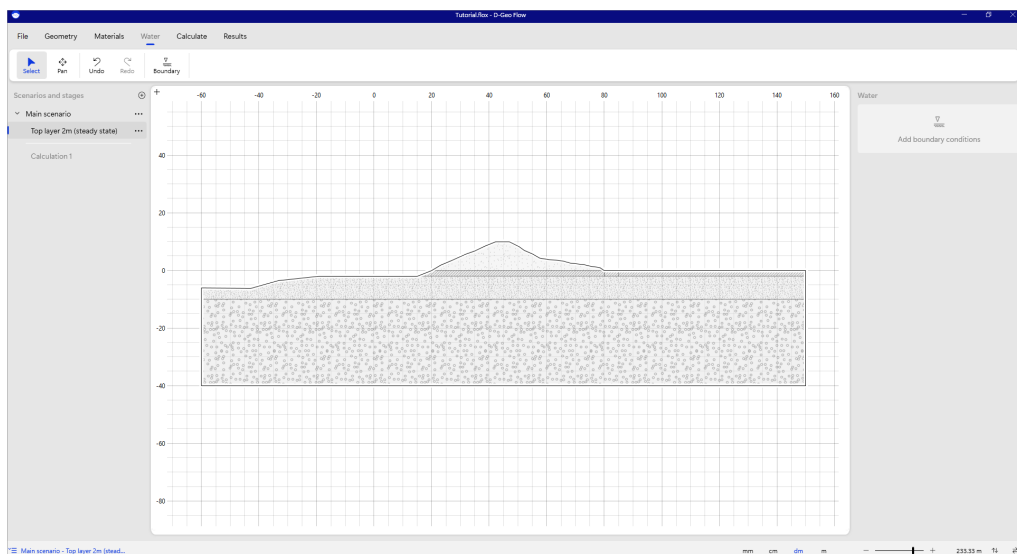 Tutorial.flox - D-Geo Flow
File Geometry Materials Water Calculate Results
Select Pan Undo Redo Boundary
Scenarios and stages
Main scenario
Top layer 2m (steady state)
Calculation 1
-60 -40 -20 0 20 40 60 80 100 120 140 160
40
20
0
-20
-40
-60
-80
Water
Add boundary conditions
Main scenario - Top layer 2m (stead...
mm cm dm m
233.33 m